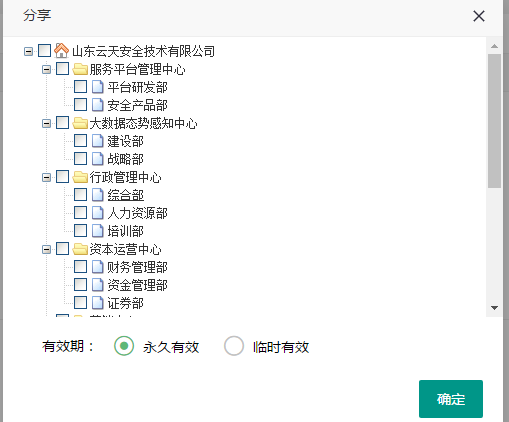 分享
山东云天安全技术有限公司
服务平台管理中心
平台研发部
安全产品部
大数据态势感知中心
建设部
战略部
行政管理中心
综合部
人力资源部
培训部
资本运营中心
财务管理部
资金管理部
证券部
有效期： 永久有效 临时有效
确定